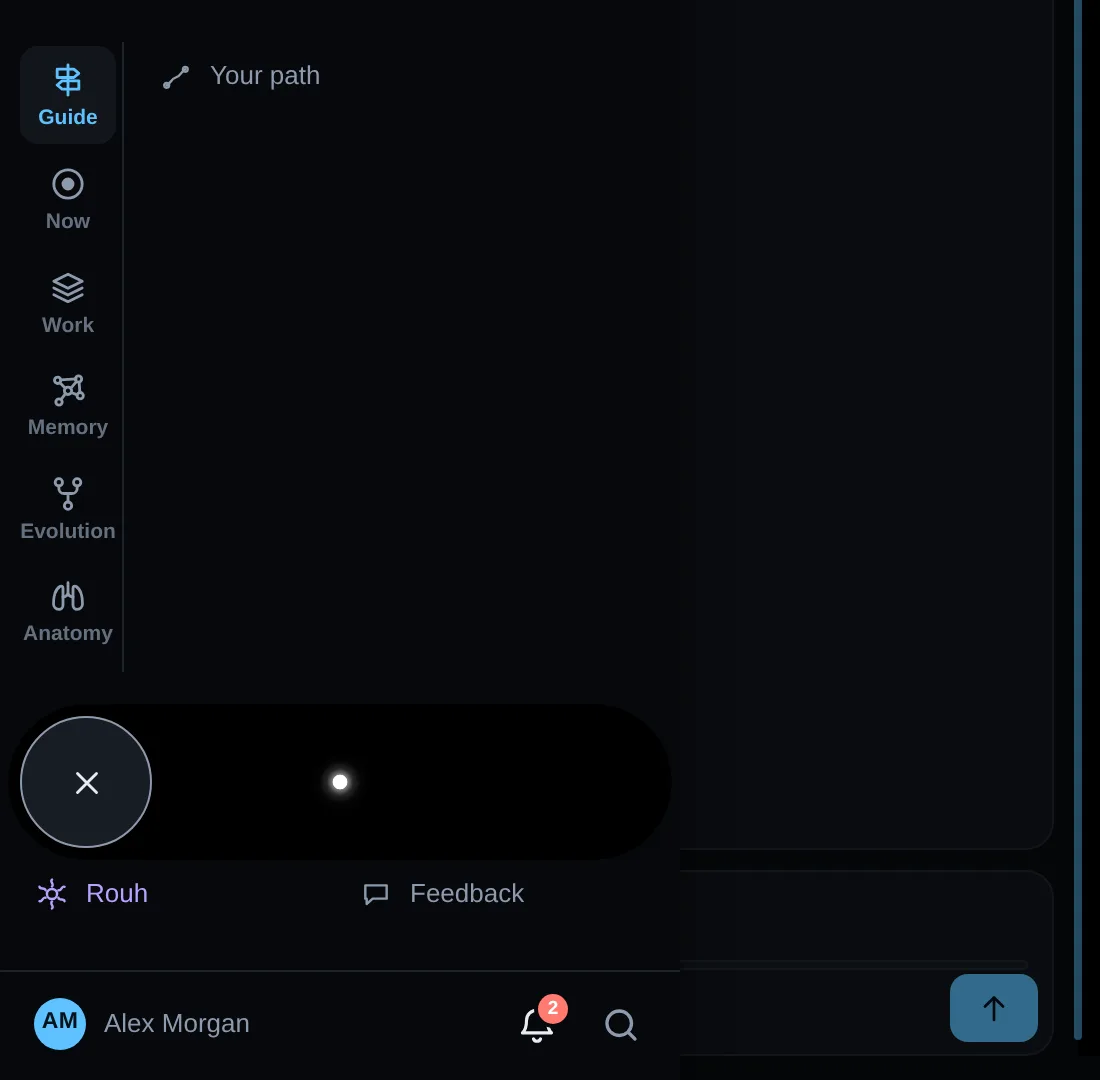 Guide
Your path
Now
Work
Memory
Evolution
Anatomy
Rouh
Feedback
AM
Alex Morgan
2